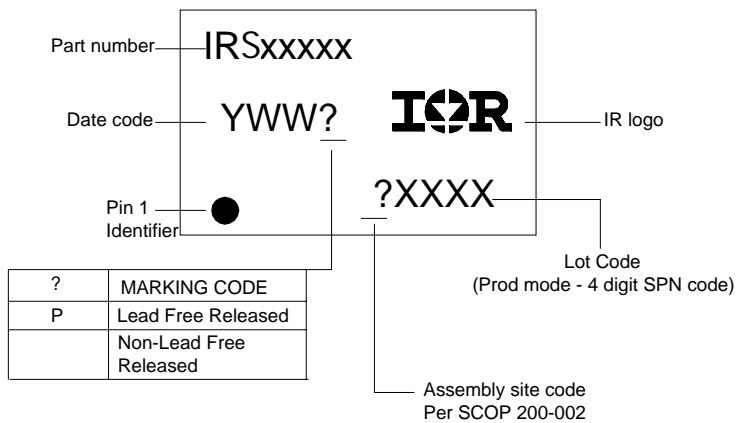 Part number
IRSxxxxx
Date code
YWW?
IOR
IR logo
Pin 1
Identifier
?XXXX
Lot Code
(Prod mode - 4 digit SPN code)
? MARKING CODE
P Lead Free Released
Non-Lead Free
Released
Assembly site code
Per SCOP 200-002